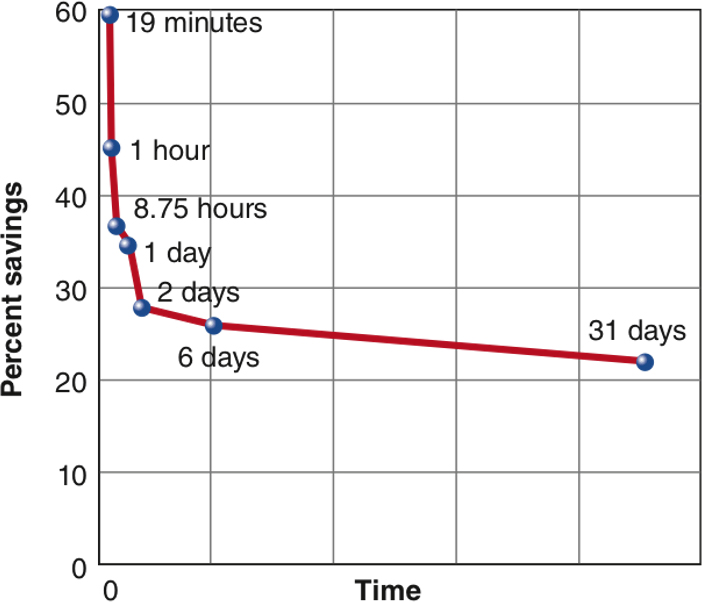 60
19 minutes
50
1 hour
40
8.75 hours
1 day
30
2 days
31 days
6 days
20
10
0
0
Time
Percent savings